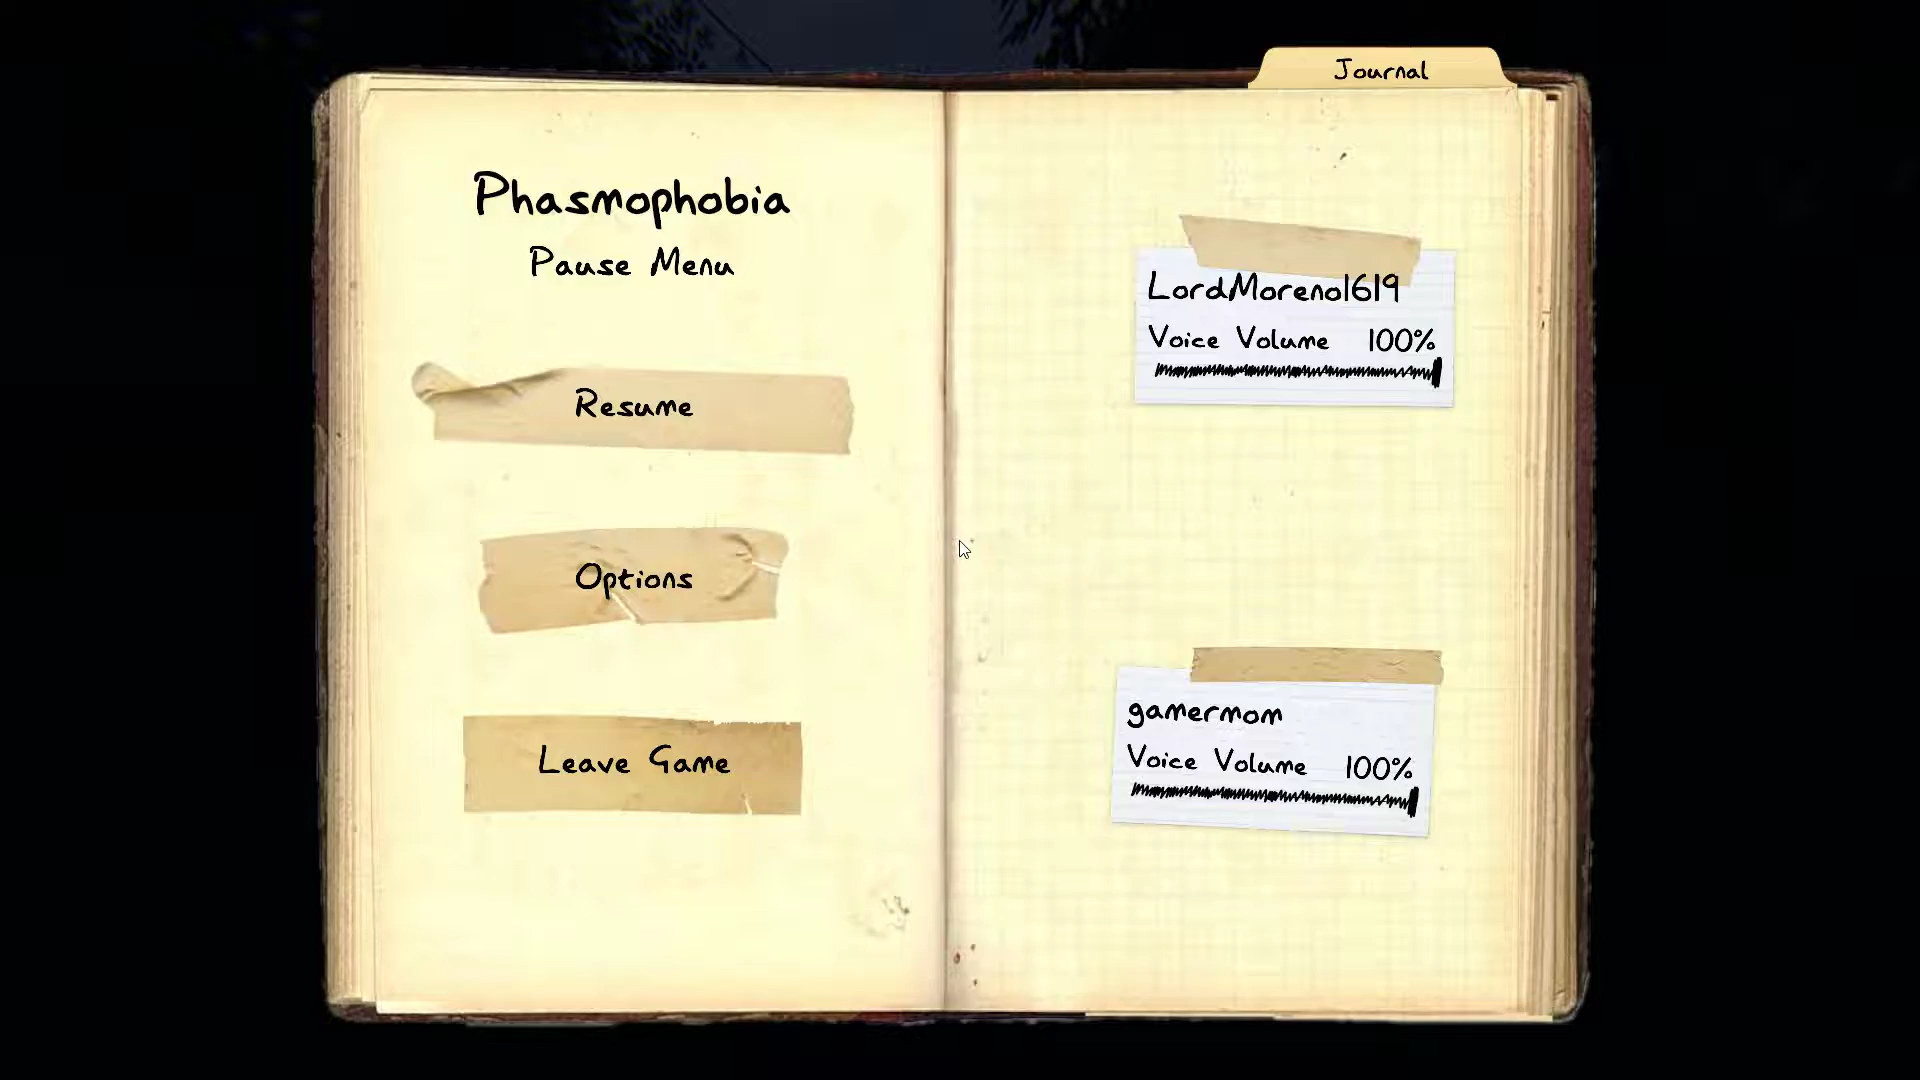 Journal
Phasmophobia
Pause Menu
Resume
Options
Leave Game
LordMoreno1619
Voice Volume 100%
gamermom
Voice Volume 100%